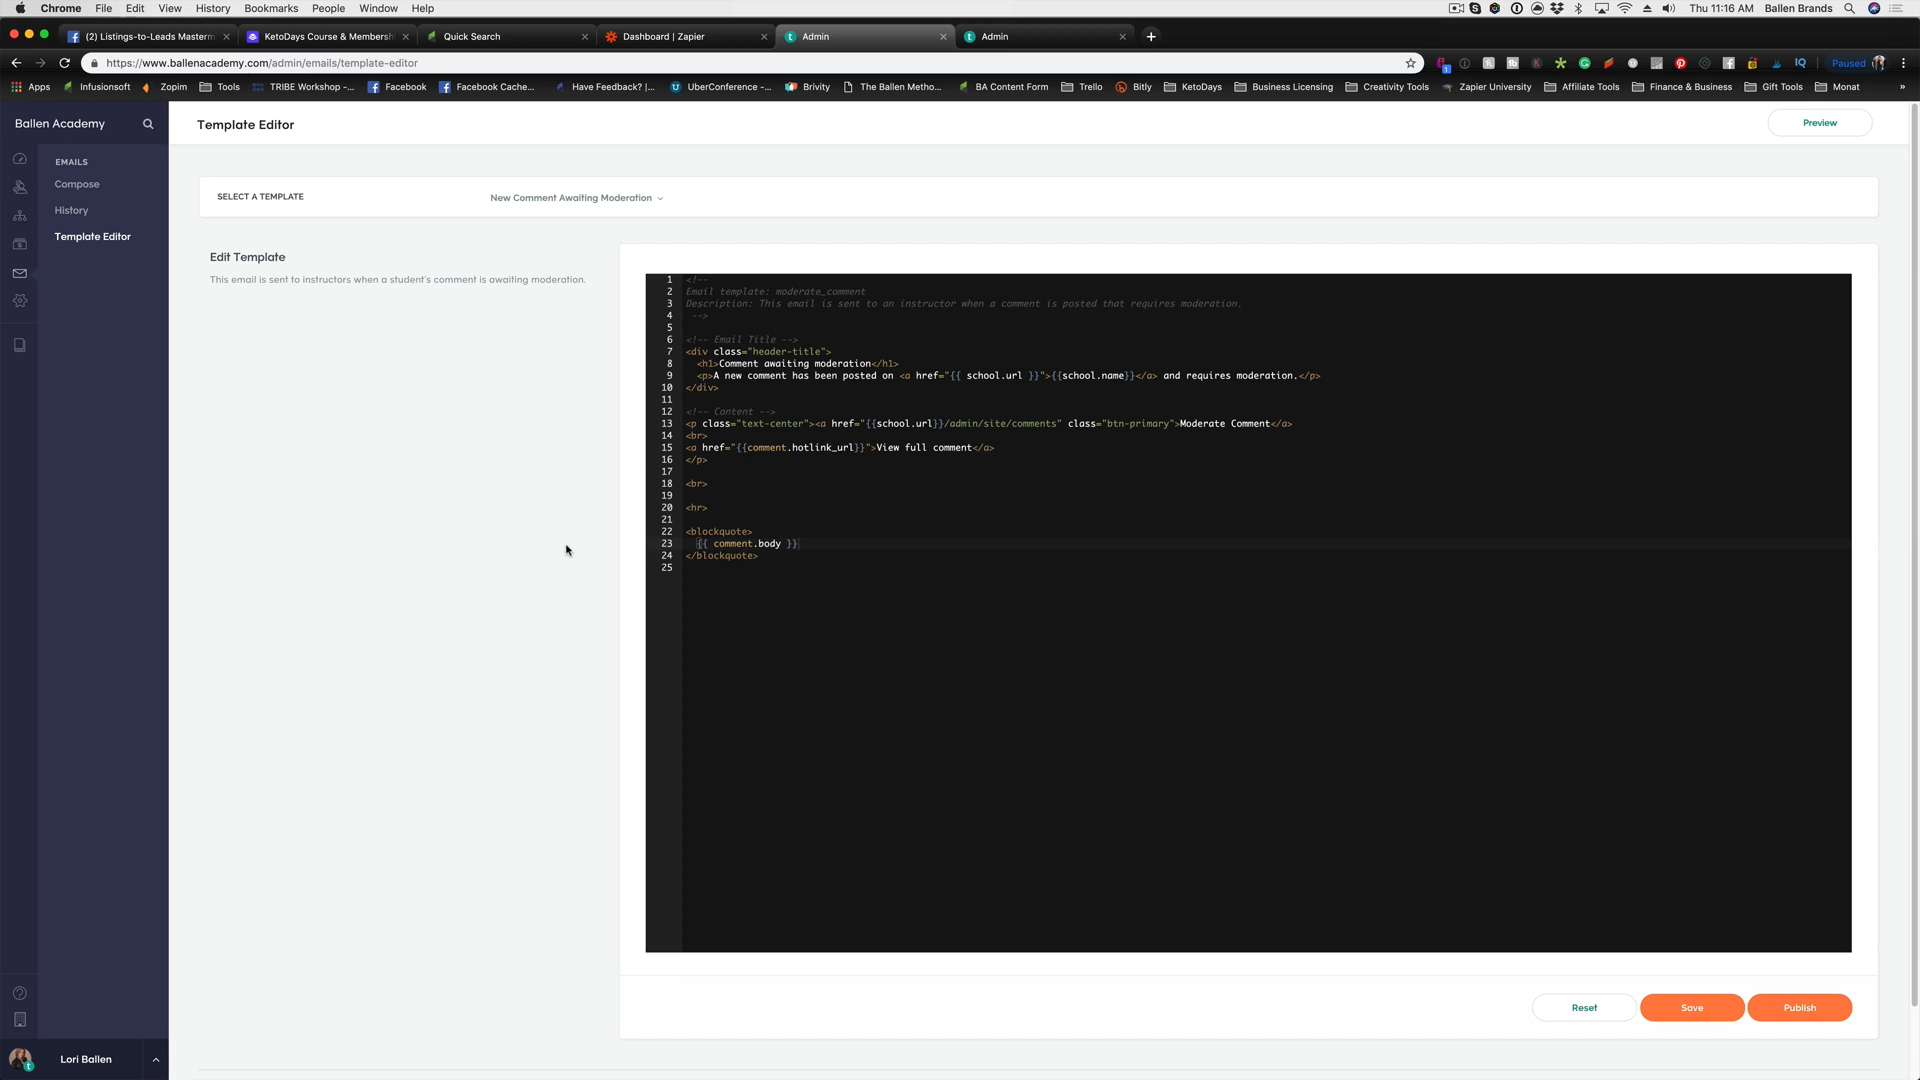 Chrome File Edit View History Bookmarks People Window Help
Thu 11:16 AM Ballen Brands
(2) Listings-to-Leads Masterm
KetoDays Course & Membersh
Quick Search
Dashboard | Zapier
Admin
Admin
https://www.ballenacademy.com/admin/emails/template-editor
Paused
Apps Infusionsoft Zopim Tools TRIBE Workshop -... Facebook Facebook Cache... Have Feedback? |... UberConference -... Brivity The Ballen Metho... BA Content Form Trello Bitly KetoDays Business Licensing Creativity Tools Zapier University Affiliate Tools Finance & Business Gift Tools Monat »
Ballen Academy
Template Editor
Preview
EMAILS
Compose
History
Template Editor
SELECT A TEMPLATE
New Comment Awaiting Moderation
Edit Template
This email is sent to instructors when a student's comment is awaiting moderation.
1 <!--
2 Email template: moderate_comment
3 Description: This email is sent to an instructor when a comment is posted that requires moderation.
4 -->
5
6 <!-- Email Title -->
7 <div class="header-title">
8 <h1>Comment awaiting moderation</h1>
9 <p>A new comment has been posted on <a href="{{ school.url }}">{{school.name}}</a> and requires moderation.</p>
10 </div>
11
12 <!-- Content -->
13 <p class="text-center"><a href="{{school.url}}/admin/site/comments" class="btn-primary">Moderate Comment</a>
14 <br>
15 <a href="{{comment.hotlink_url}}">View full comment</a>
16 </p>
17
18 <br>
19
20 <hr>
21
22 <blockquote>
23 {{ comment.body }}
24 </blockquote>
25
Reset
Save
Publish
Lori Ballen